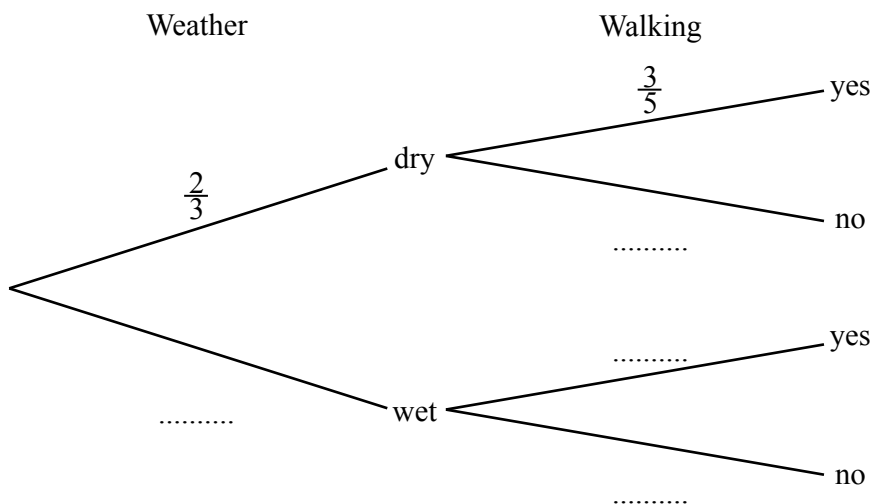 Weather Walking
3/5
yes
dry
2/3
no
..........
yes
..........
wet
..........
no
..........